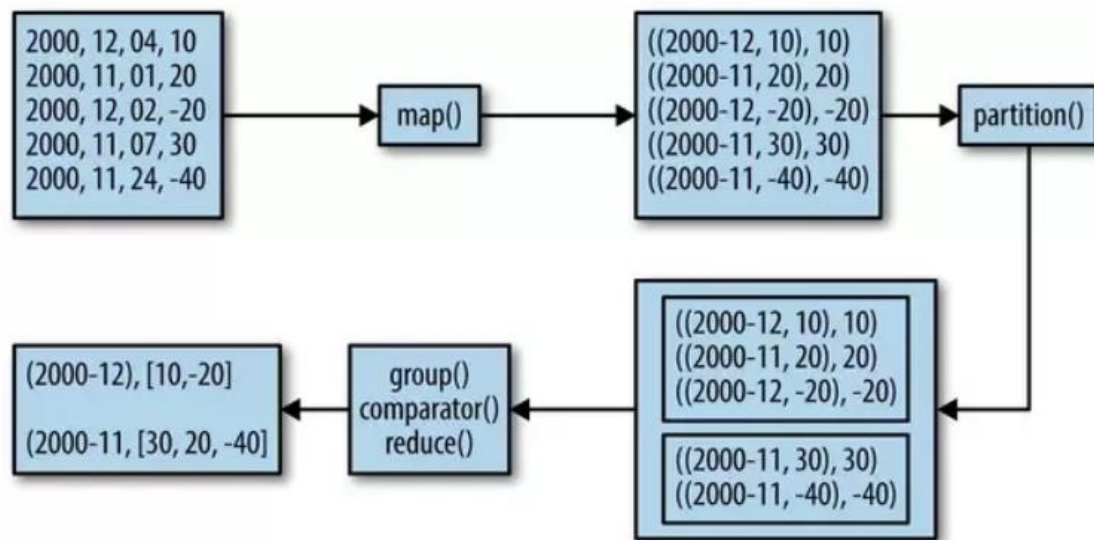 2000, 12, 04, 10
2000, 11, 01, 20
2000, 12, 02, -20
2000, 11, 07, 30
2000, 11, 24, -40
map()
((2000-12, 10), 10)
((2000-11, 20), 20)
((2000-12, -20), -20)
((2000-11, 30), 30)
((2000-11, -40), -40)
partition()
((2000-12, 10), 10)
((2000-11, 20), 20)
((2000-12, -20), -20)
((2000-11, 30), 30)
((2000-11, -40), -40)
group()
comparator()
reduce()
(2000-12), [10,-20]
(2000-11, [30, 20, -40]